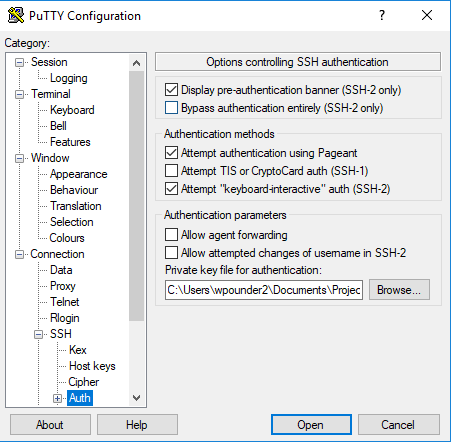 PuTTY Configuration
?
Category:
Session
Logging
Terminal
Keyboard
Bell
Features
Window
Appearance
Behaviour
Translation
Selection
Colours
Connection
Data
Proxy
Telnet
Rlogin
SSH
Kex
Host keys
Cipher
Auth
Options controlling SSH authentication
Display pre-authentication banner (SSH-2 only)
Bypass authentication entirely (SSH-2 only)
Authentication methods
Attempt authentication using Pageant
Attempt TIS or CryptoCard auth (SSH-1)
Attempt "keyboard-interactive" auth (SSH-2)
Authentication parameters
Allow agent forwarding
Allow attempted changes of username in SSH-2
Private key file for authentication:
C:\Users\wpounder2\Documents\Projec
Browse...
About
Help
Open
Cancel